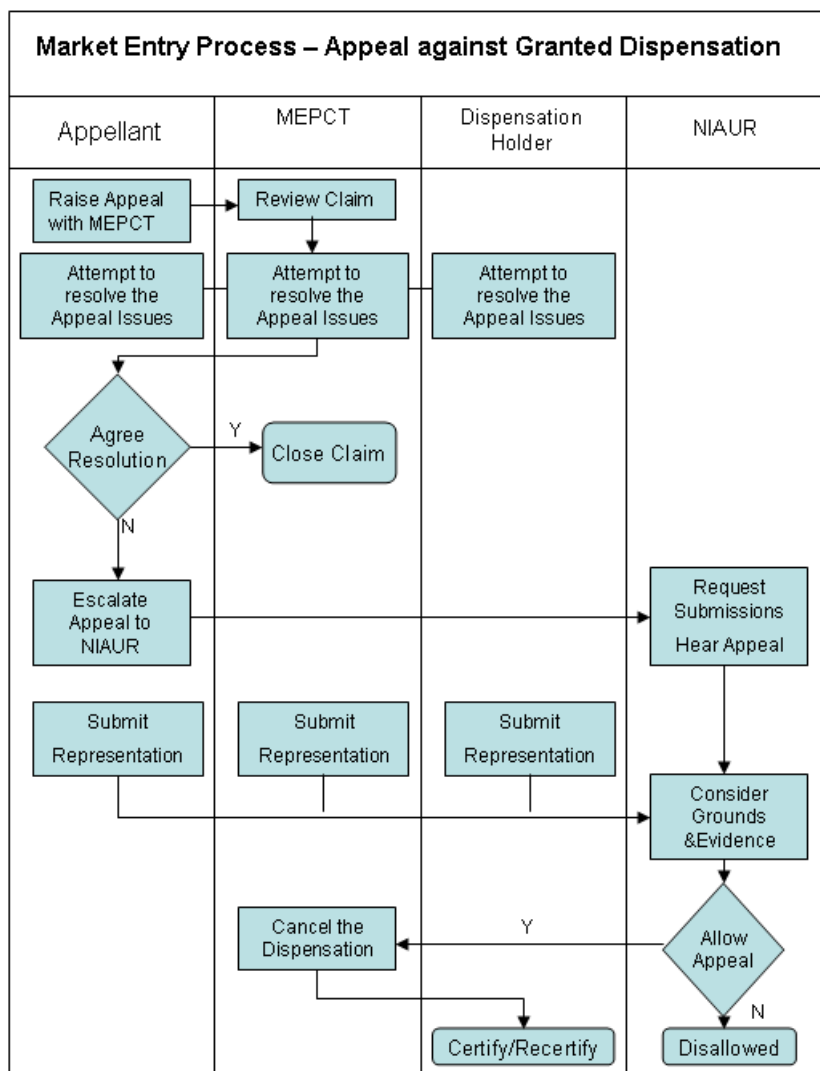 Market Entry Process – Appeal against Granted Dispensation
Appellant
MEPCT
Dispensation
Holder
NIAUR
Raise Appeal
with MEPCT
Review Claim
Attempt to
resolve the
Appeal Issues
Attempt to
resolve the
Appeal Issues
Attempt to
resolve the
Appeal Issues
Agree
Resolution
Y
Close Claim
N
Escalate
Appeal to
NIAUR
Request
Submissions
Hear Appeal
Submit
Representation
Submit
Representation
Submit
Representation
Consider
Grounds
&Evidence
Cancel the
Dispensation
Y
Allow
Appeal
N
Certify/Recertify
Disallowed